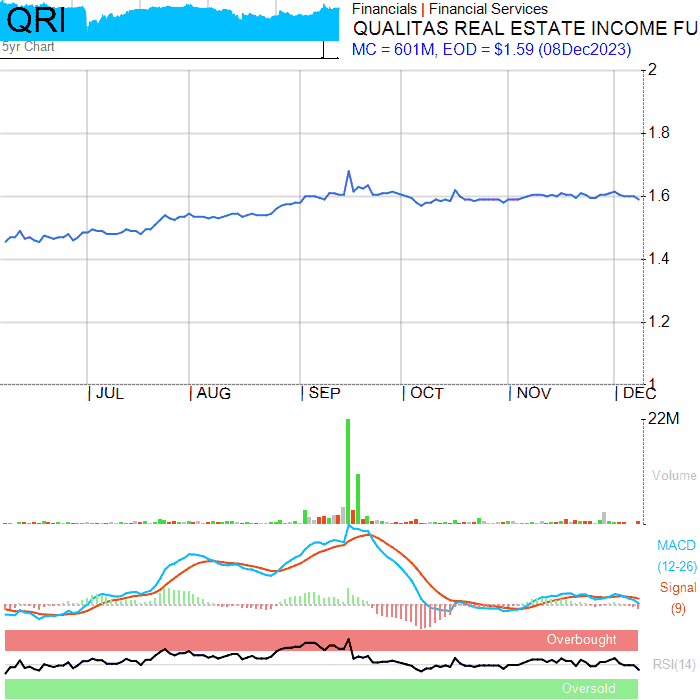 QRI
5yr Chart
Financials | Financial Services
QUALITAS REAL ESTATE INCOME FU
MC = 601M, EOD = $1.59 (08Dec2023)
2
1.8
1.6
1.4
1.2
1
JUL
AUG
SEP
OCT
NOV
DEC
22M
Volume
MACD
(12-26)
Signal
(9)
Overbought
RSI(14)
Oversold